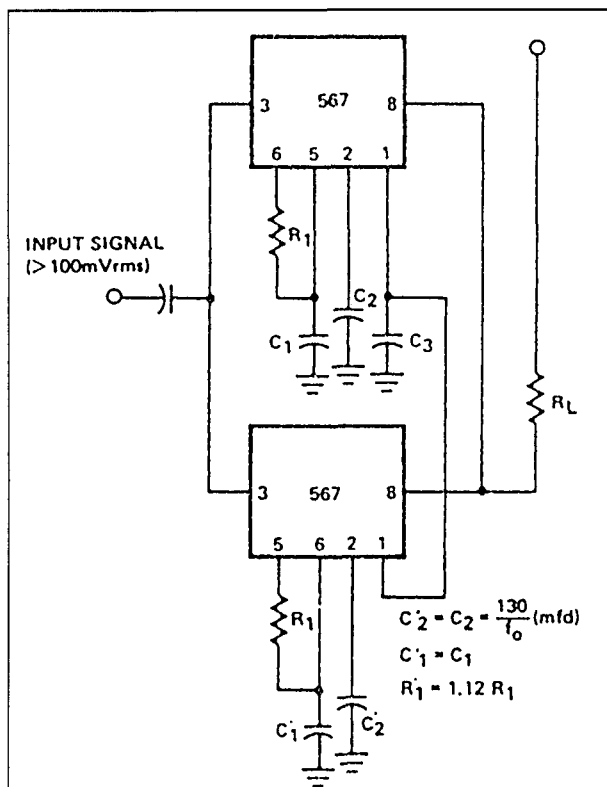 3 567 8
6 5 2 1
R1
INPUT SIGNAL
(>100mVrms)
C1
C2
C3
RL
3 567 8
5 6 2 1
R1
C'1
C'2
C'2 = C2 = 130/fo (mfd)
C'1 = C1
R'1 = 1.12 R1